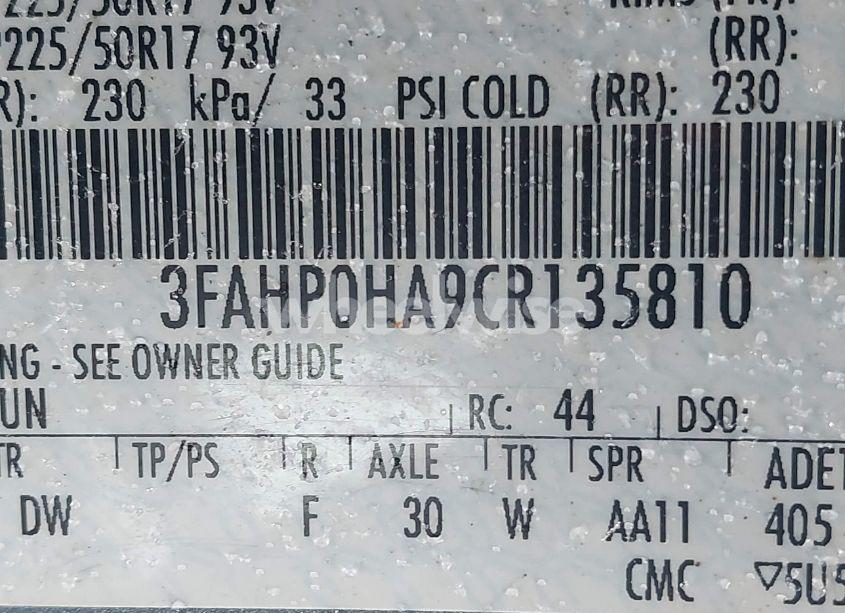 225/50R17 93V
P225/50R17 93V (RR):
R): 230 kPa/ 33 PSI COLD (RR): 230
3FAHP0HA9CR135810
NG - SEE OWNER GUIDE
UN RC: 44 DSO:
TR TP/PS R AXLE TR SPR ADET
DW F 30 W AA11 405
CMC ▽5U5